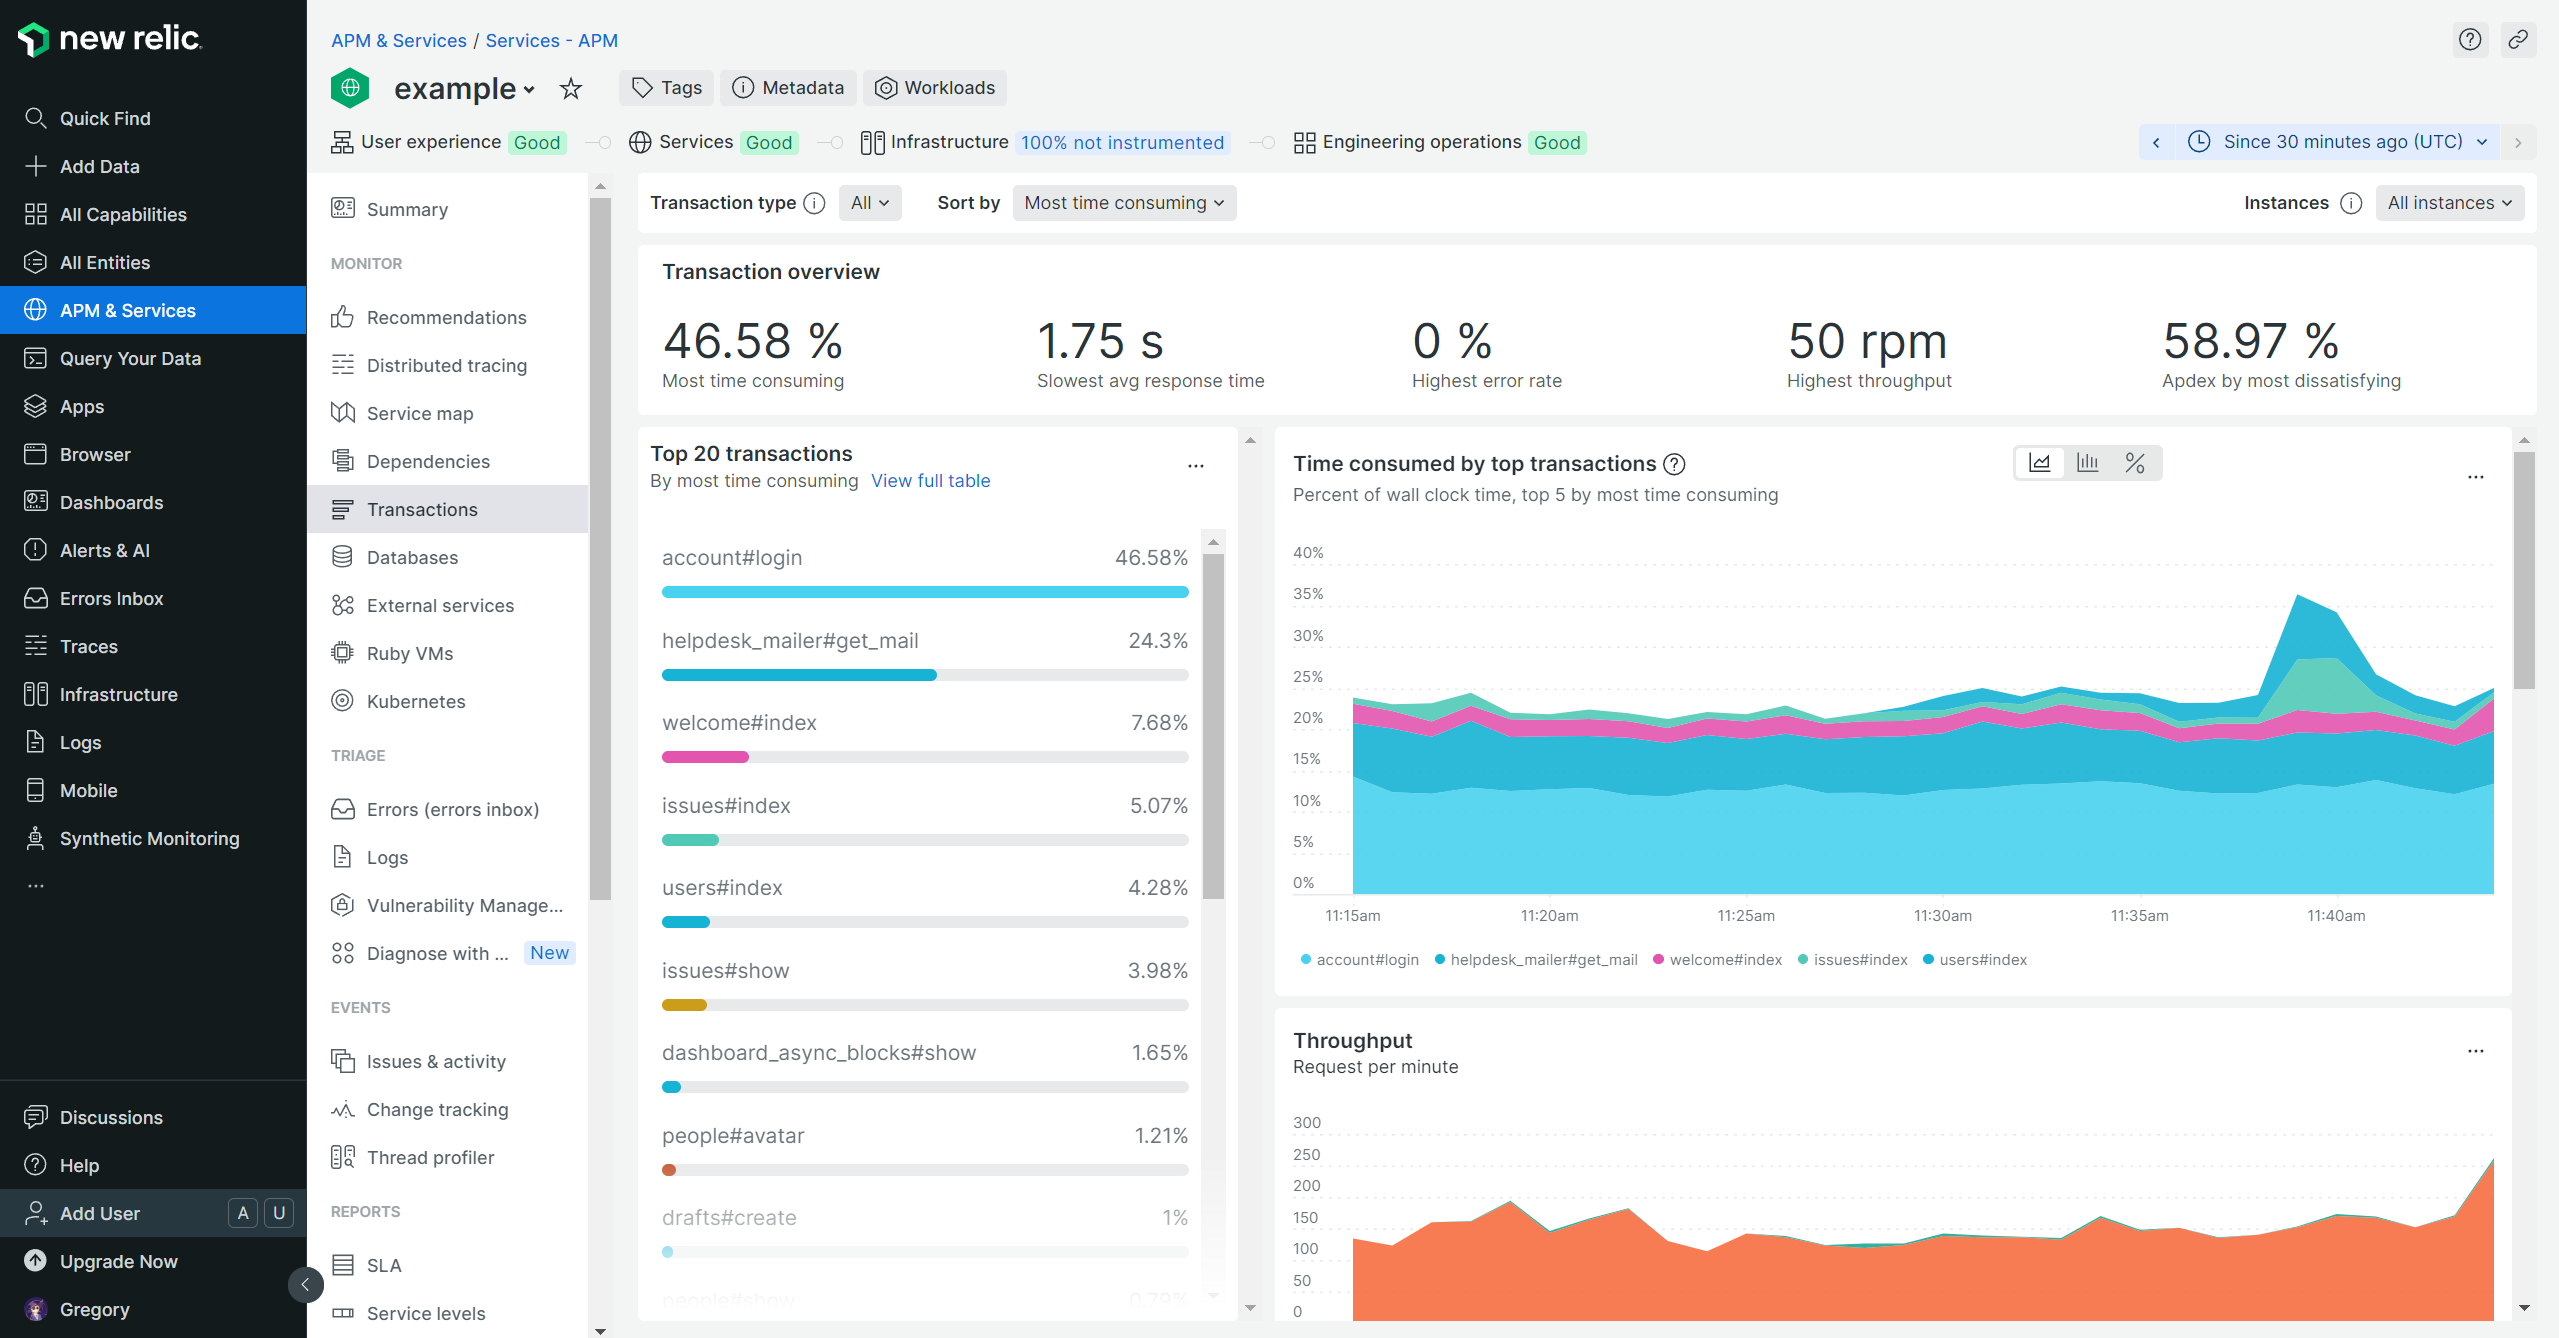 new relic
Quick Find
Add Data
All Capabilities
All Entities
APM & Services
Query Your Data
Apps
Browser
Dashboards
Alerts & AI
Errors Inbox
Traces
Infrastructure
Logs
Mobile
Synthetic Monitoring
...
Discussions
Help
Add User A U
Upgrade Now
Gregory
APM & Services / Services - APM
example
Tags
Metadata
Workloads
User experience Good
Services Good
Infrastructure 100% not instrumented
Engineering operations Good
Since 30 minutes ago (UTC)
Summary
MONITOR
Recommendations
Distributed tracing
Service map
Dependencies
Transactions
Databases
External services
Ruby VMs
Kubernetes
TRIAGE
Errors (errors inbox)
Logs
Vulnerability Manage...
Diagnose with ... New
EVENTS
Issues & activity
Change tracking
Thread profiler
REPORTS
SLA
Service levels
Transaction type All
Sort by Most time consuming
Instances All instances
Transaction overview
46.58 %
Most time consuming
1.75 s
Slowest avg response time
0 %
Highest error rate
50 rpm
Highest throughput
58.97 %
Apdex by most dissatisfying
Top 20 transactions
By most time consuming View full table
account#login 46.58%
helpdesk_mailer#get_mail 24.3%
welcome#index 7.68%
issues#index 5.07%
users#index 4.28%
issues#show 3.98%
dashboard_async_blocks#show 1.65%
people#avatar 1.21%
drafts#create 1%
people#show 0.79%
Time consumed by top transactions
Percent of wall clock time, top 5 by most time consuming
40%
35%
30%
25%
20%
15%
10%
5%
0%
11:15am 11:20am 11:25am 11:30am 11:35am 11:40am
account#login helpdesk_mailer#get_mail welcome#index issues#index users#index
Throughput
Request per minute
300
250
200
150
100
50
0